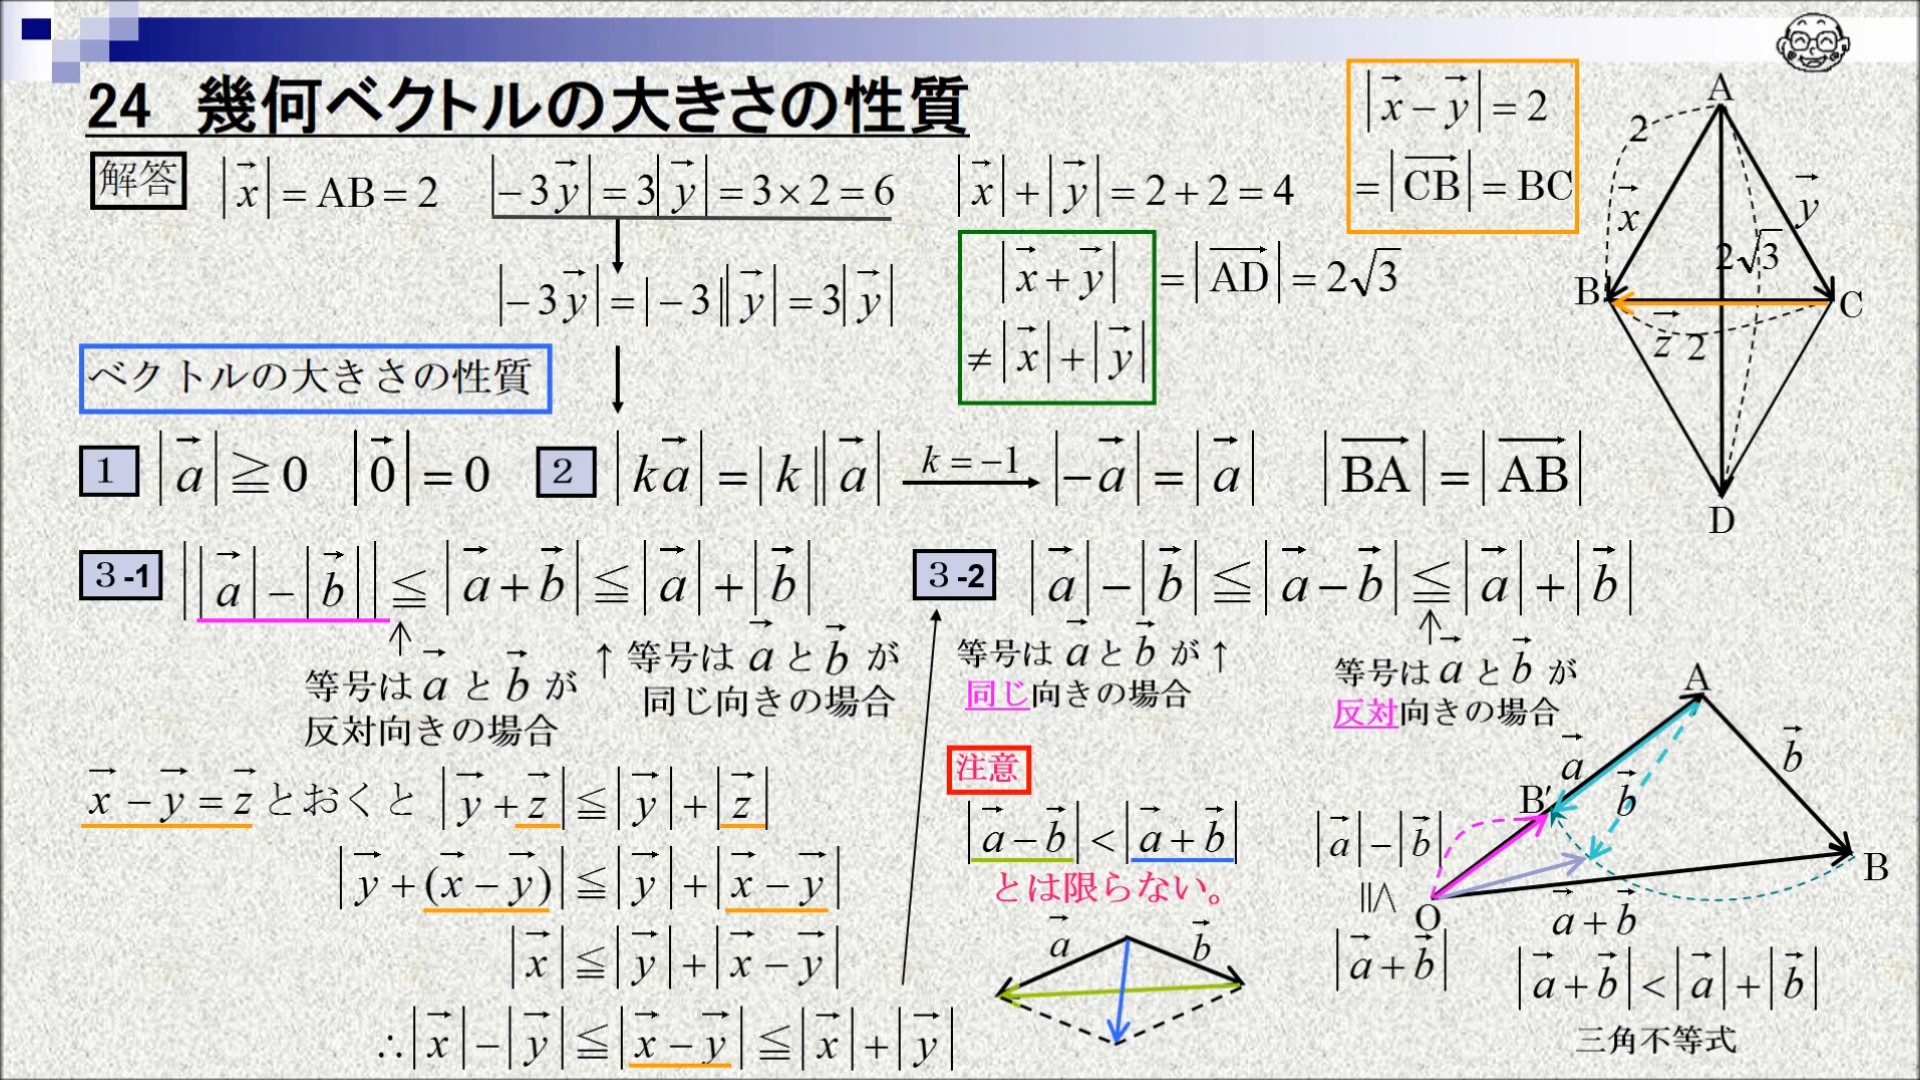 24 幾何ベクトルの大きさの性質
解答 |x⃗| = AB = 2 |−3y⃗| = 3|y⃗| = 3×2 = 6 |x⃗| + |y⃗| = 2 + 2 = 4
|x⃗ − y⃗| = 2
= |CB→| = BC
|−3y⃗| = |−3||y⃗| = 3|y⃗|
|x⃗ + y⃗| = |AD→| = 2√3
≠ |x⃗| + |y⃗|
A
2
x⃗
y⃗
2√3
B
C
z⃗ 2
D
ベクトルの大きさの性質
1 |a⃗| ≧ 0 |0⃗| = 0 2 |ka⃗| = |k||a⃗| k = −1 |−a⃗| = |a⃗| |BA→| = |AB→|
3-1 ||a⃗| − |b⃗|| ≦ |a⃗ + b⃗| ≦ |a⃗| + |b⃗|
↑
等号は a⃗ と b⃗ が
反対向きの場合
↑ 等号は a⃗ と b⃗ が
同じ向きの場合
3-2 |a⃗| − |b⃗| ≦ |a⃗ − b⃗| ≦ |a⃗| + |b⃗|
等号は a⃗ と b⃗ が ↑
同じ向きの場合
↑
等号は a⃗ と b⃗ が
反対向きの場合
x⃗ − y⃗ = z⃗ とおくと |y⃗ + z⃗| ≦ |y⃗| + |z⃗|
|y⃗ + (x⃗ − y⃗)| ≦ |y⃗| + |x⃗ − y⃗|
|x⃗| ≦ |y⃗| + |x⃗ − y⃗|
∴ |x⃗| − |y⃗| ≦ |x⃗ − y⃗| ≦ |x⃗| + |y⃗|
注意
|a⃗ − b⃗| < |a⃗ + b⃗|
とは限らない。
a⃗
b⃗
A
a⃗
b⃗
B′
b⃗
|a⃗| − |b⃗|
B
O
a⃗ + b⃗
≧
|a⃗ + b⃗|
|a⃗ + b⃗| < |a⃗| + |b⃗|
三角不等式